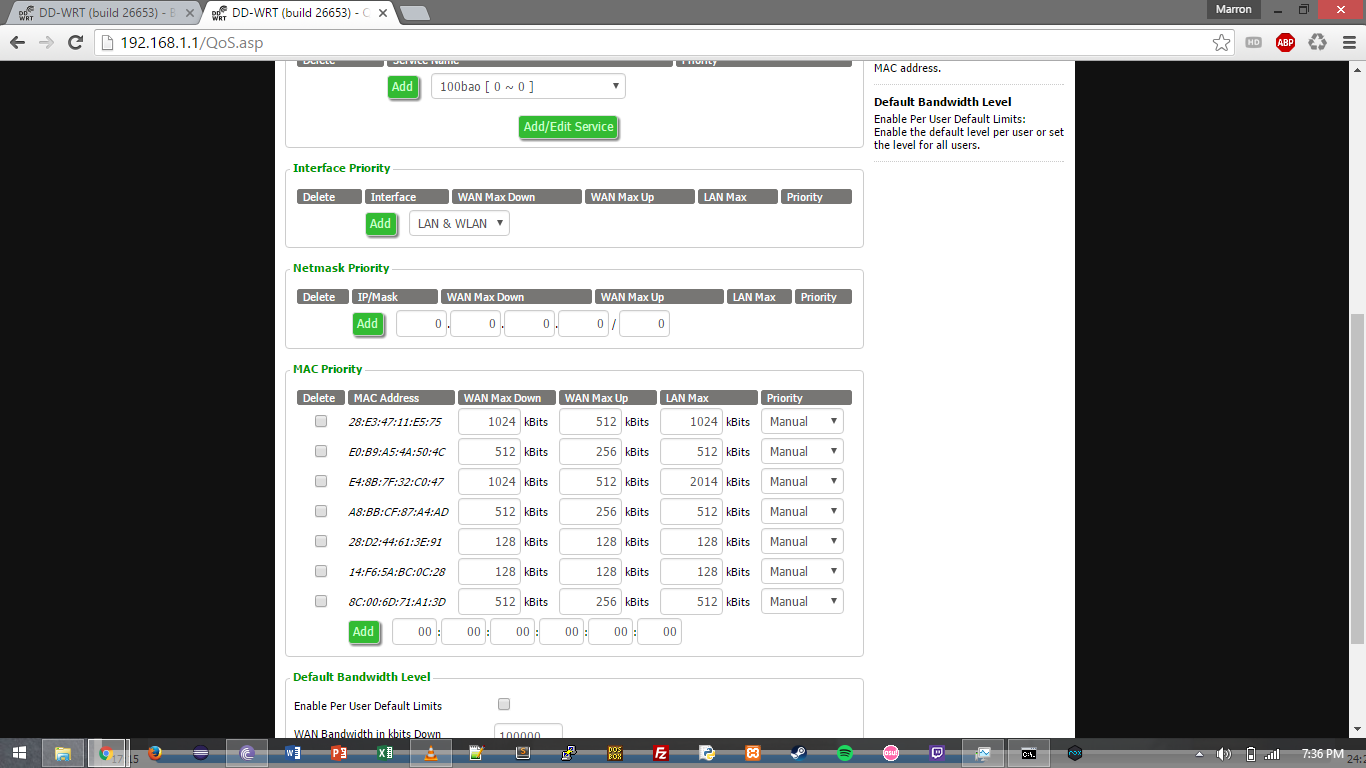 DD-WRT (build 26653) - B
DD-WRT (build 26653) - C
Marron
192.168.1.1/QoS.asp
HD
ABP
Delete Service Name Priority
Add 100bao [ 0 ~ 0 ]
Add/Edit Service
Interface Priority
Delete Interface WAN Max Down WAN Max Up LAN Max Priority
Add LAN & WLAN
Netmask Priority
Delete IP/Mask WAN Max Down WAN Max Up LAN Max Priority
Add 0 . 0 . 0 . 0 / 0
MAC Priority
Delete MAC Address WAN Max Down WAN Max Up LAN Max Priority
28:E3:47:11:E5:75 1024 kBits 512 kBits 1024 kBits Manual
E0:B9:A5:4A:50:4C 512 kBits 256 kBits 512 kBits Manual
E4:8B:7F:32:C0:47 1024 kBits 512 kBits 2014 kBits Manual
A8:BB:CF:87:A4:AD 512 kBits 256 kBits 512 kBits Manual
28:D2:44:61:3E:91 128 kBits 128 kBits 128 kBits Manual
14:F6:5A:BC:0C:28 128 kBits 128 kBits 128 kBits Manual
8C:00:6D:71:A1:3D 512 kBits 256 kBits 512 kBits Manual
Add 00 : 00 : 00 : 00 : 00 : 00
Default Bandwidth Level
Enable Per User Default Limits
WAN Bandwidth in kbits Down 100000
MAC address.
Default Bandwidth Level
Enable Per User Default Limits:
Enable the default level per user or set
the level for all users.
7:36 PM